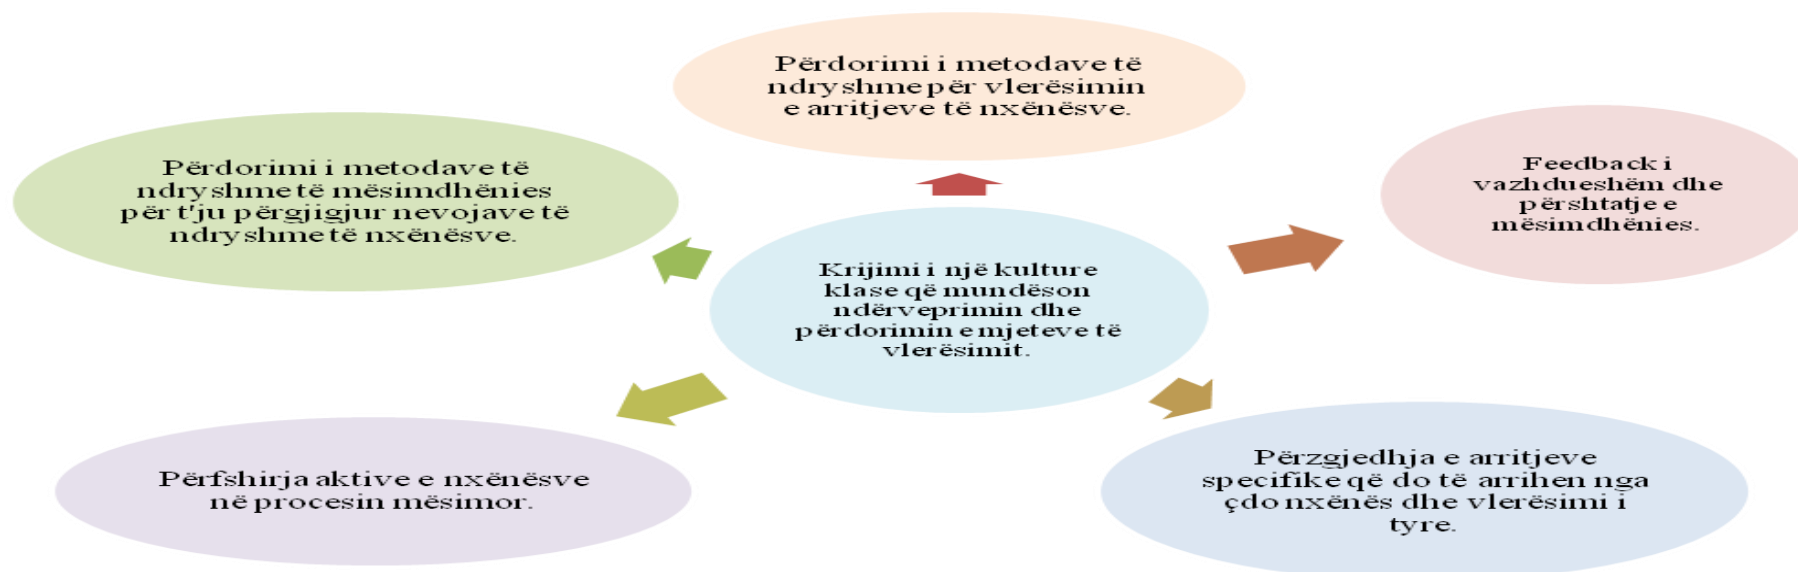 Përdorimi i metodave të
ndryshme për vlerësimin
e arritjeve të nxënësve.
Përdorimi i metodave të
ndryshme të mësimdhënies
për t'ju përgjigjur nevojave të
ndryshme të nxënësve.
Feedback i
vazhdueshëm dhe
përshtatje e
mësimdhënies.
Krijimi i një kulture
klase që mundëson
ndërveprimin dhe
përdorimin e mjeteve të
vlerësimit.
Përfshirja aktive e nxënësve
në procesin mësimor.
Përzgjedhja e arritjeve
specifike që do të arrihen nga
çdo nxënës dhe vlerësimi i
tyre.